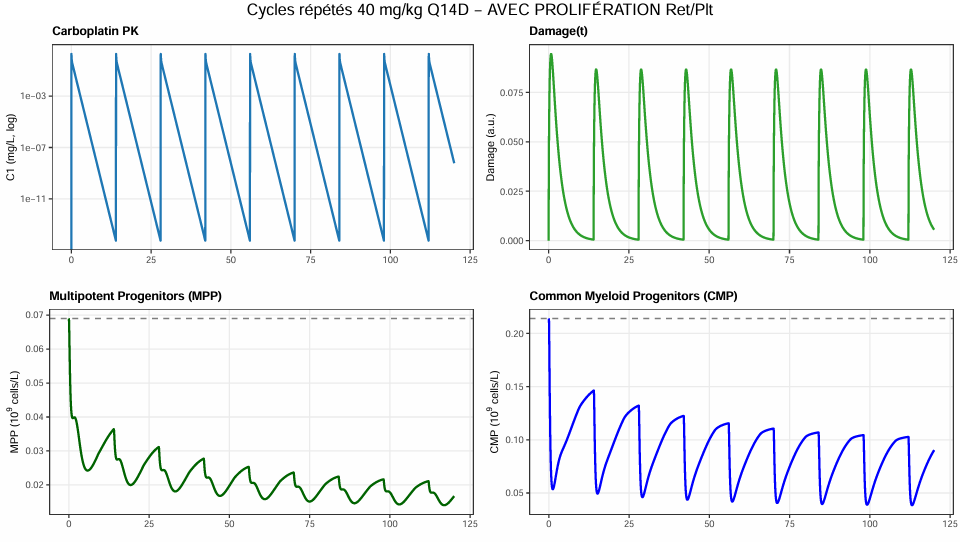 Cycles répétés 40 mg/kg Q14D – AVEC PROLIFÉRATION Ret/Plt
Carboplatin PK
C1 (mg/L, log)
1e−03
1e−07
1e−11
0 25 50 75 100 125
Damage(t)
Damage (a.u.)
0.075
0.050
0.025
0.000
0 25 50 75 100 125
Multipotent Progenitors (MPP)
MPP (10⁹ cells/L)
0.07
0.06
0.05
0.04
0.03
0.02
0 25 50 75 100 125
Common Myeloid Progenitors (CMP)
CMP (10⁹ cells/L)
0.20
0.15
0.10
0.05
0 25 50 75 100 125